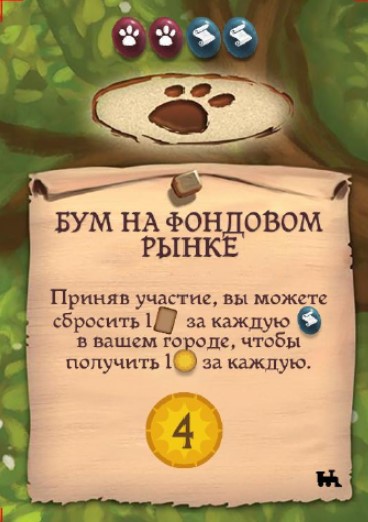 БУМ НА ФОНДОВОМ
РЫНКЕ
Приняв участие, вы можете
сбросить 1 за каждую
в вашем городе, чтобы
получить 1 за каждую.
4